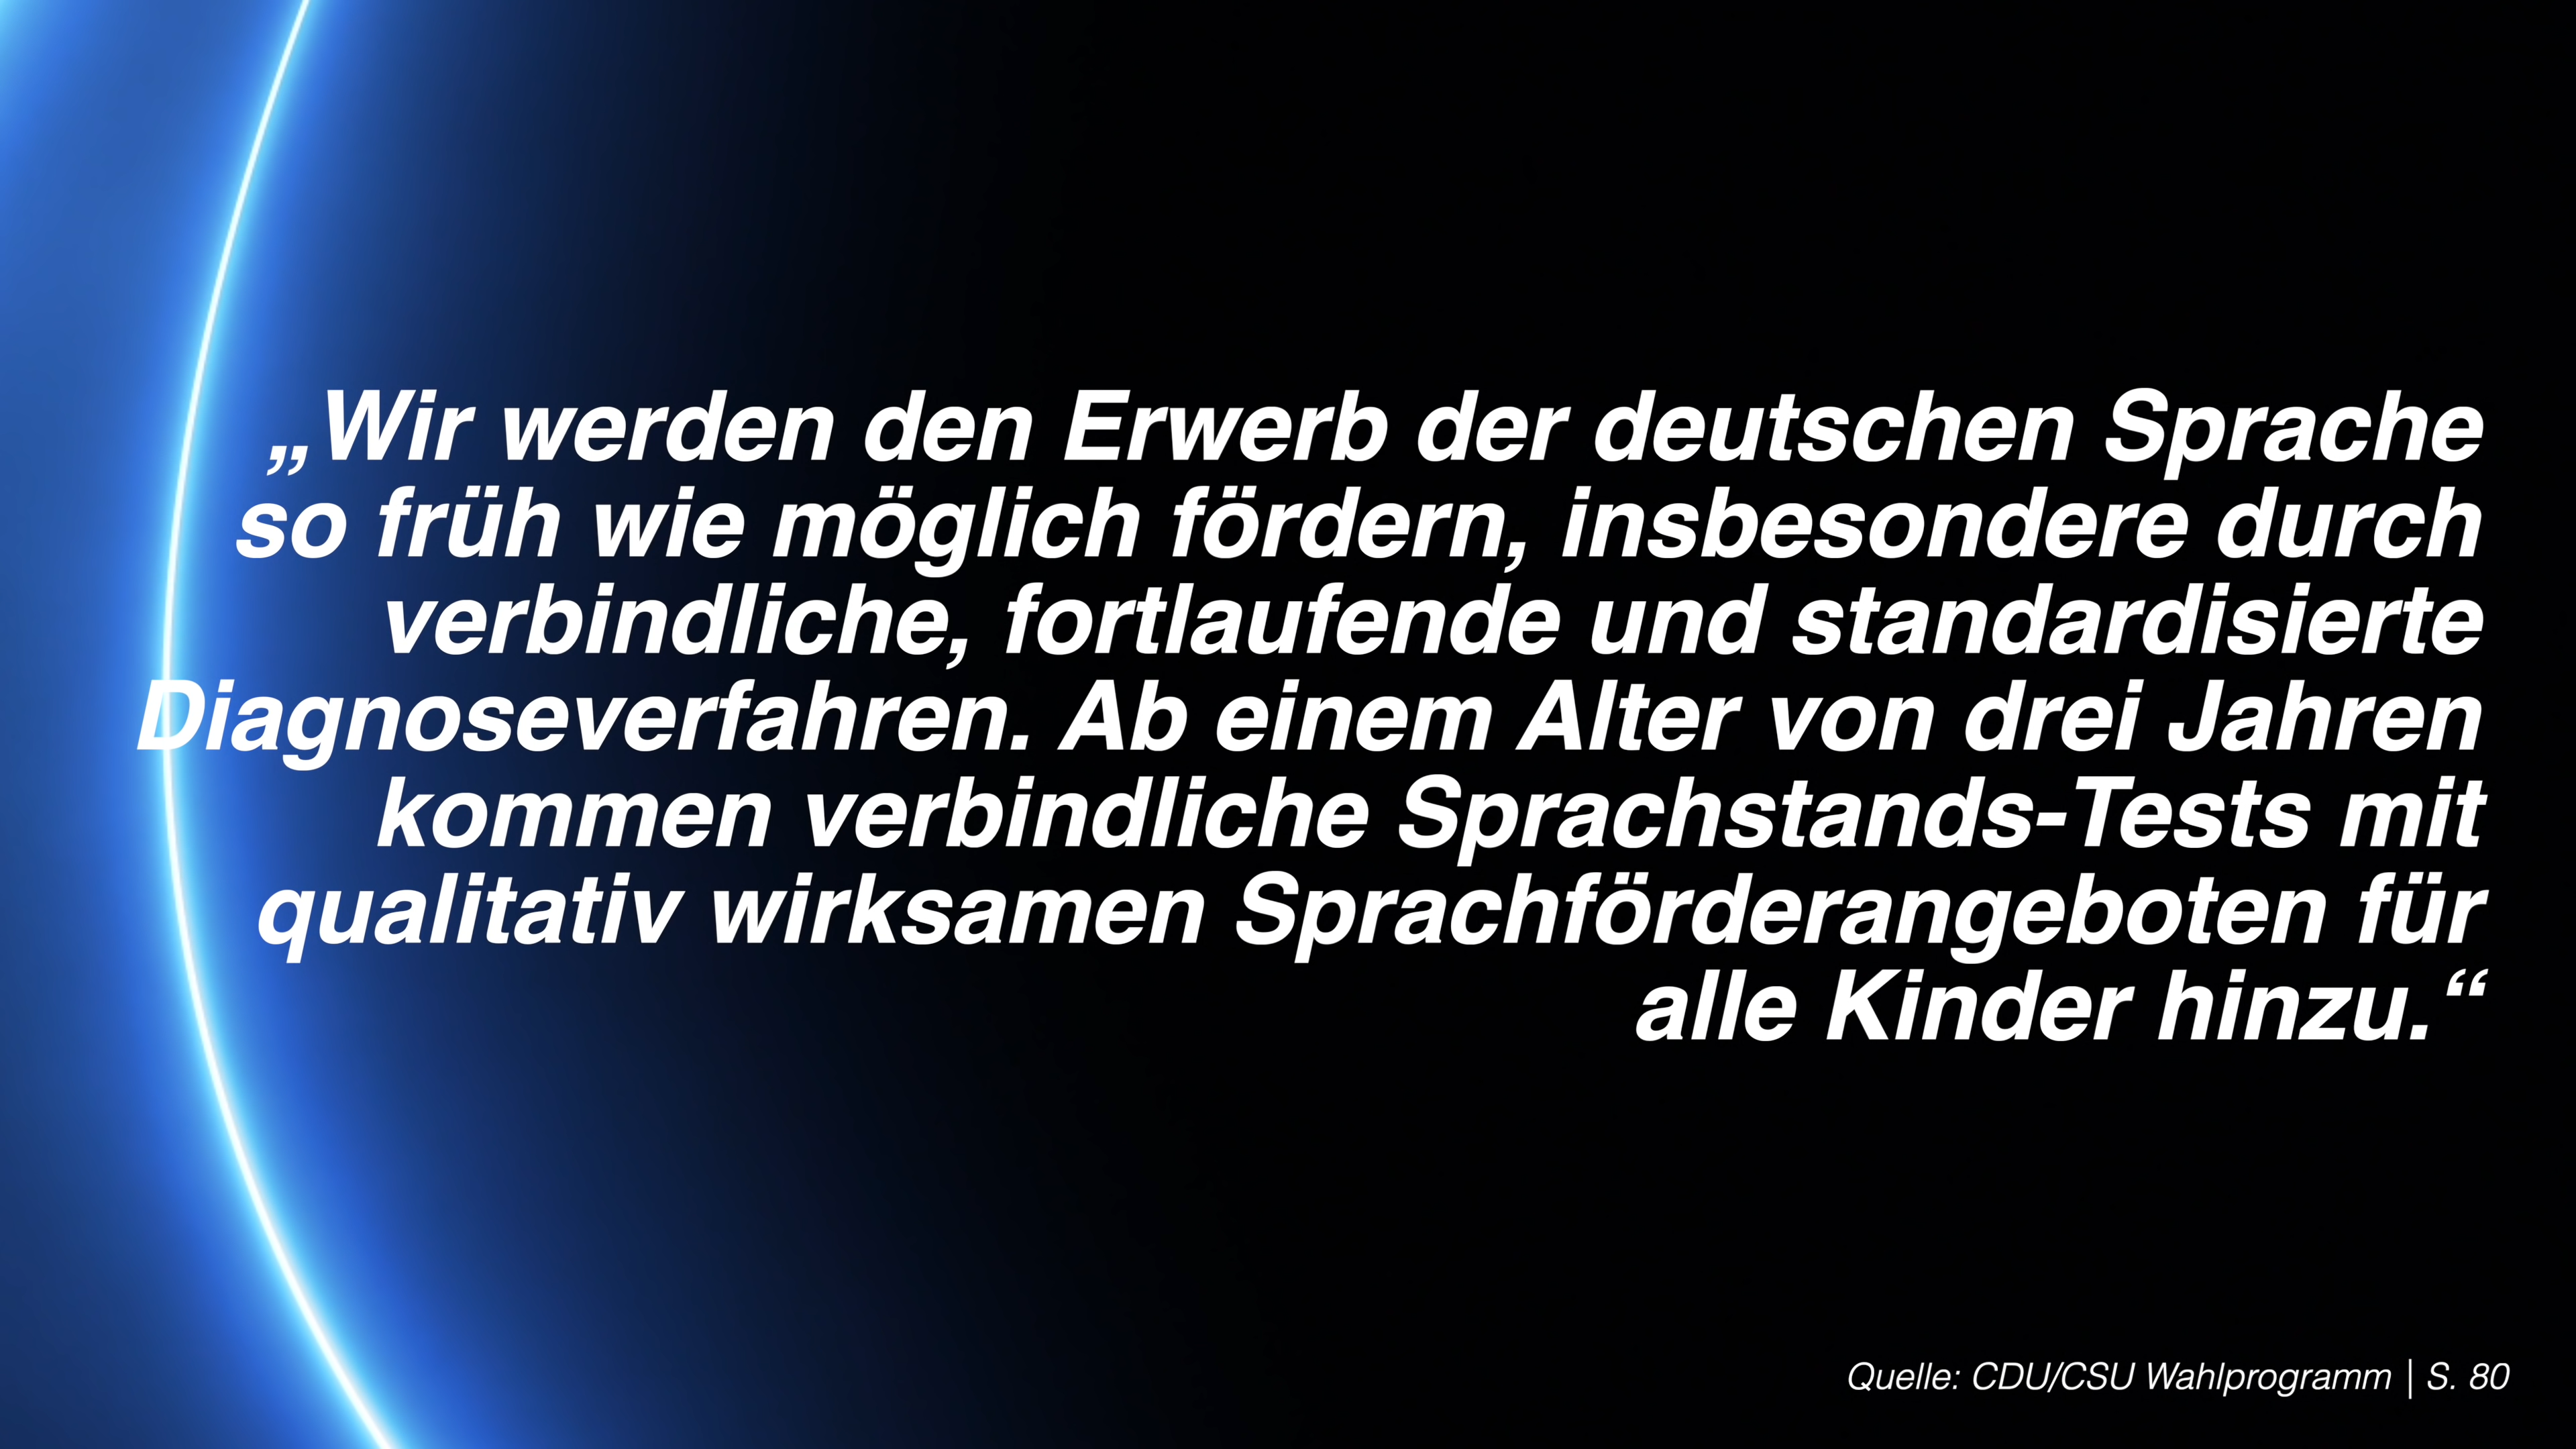 „Wir werden den Erwerb der deutschen Sprache
so früh wie möglich fördern, insbesondere durch
verbindliche, fortlaufende und standardisierte
Diagnoseverfahren. Ab einem Alter von drei Jahren
kommen verbindliche Sprachstands-Tests mit
qualitativ wirksamen Sprachförderangeboten für
alle Kinder hinzu.“
Quelle: CDU/CSU Wahlprogramm | S. 80